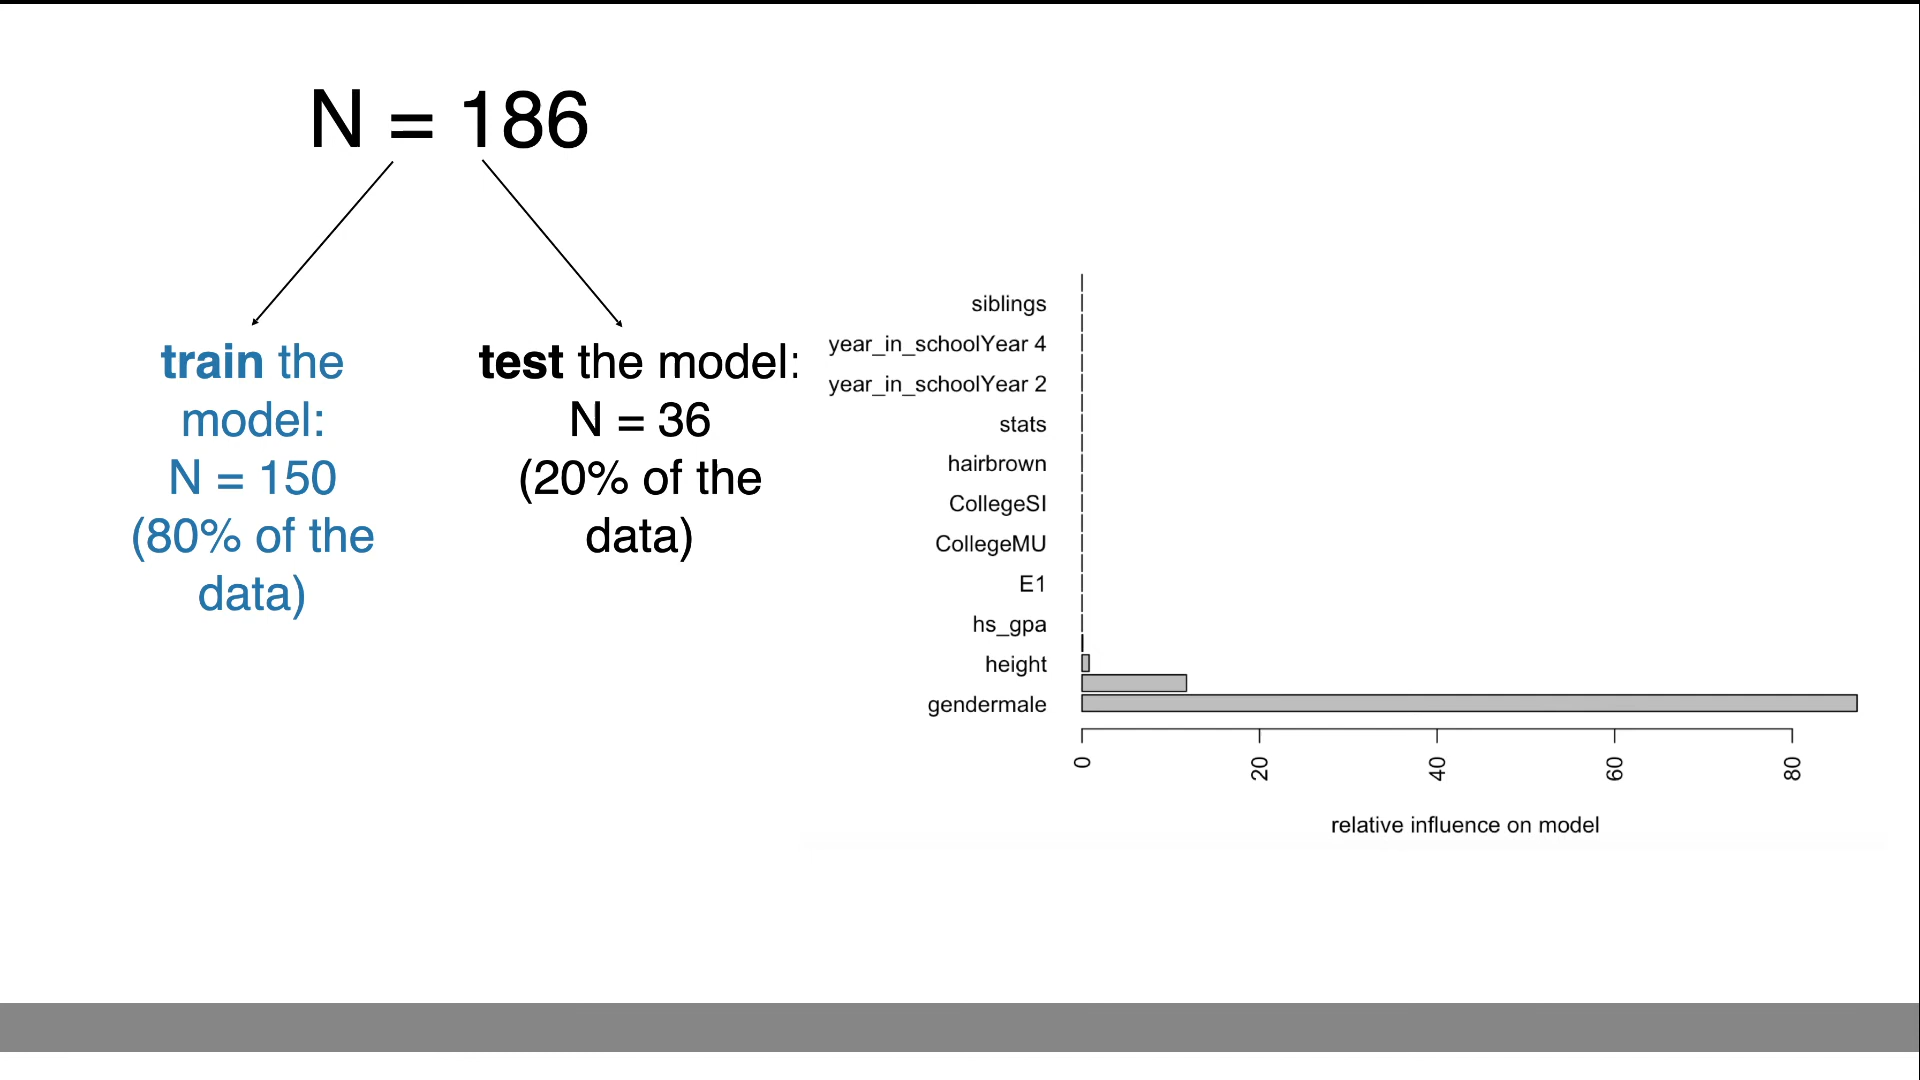 N = 186
train the
model:
N = 150
(80% of the
data)
test the model:
N = 36
(20% of the
data)
siblings
year_in_schoolYear 4
year_in_schoolYear 2
stats
hairbrown
CollegeSI
CollegeMU
E1
hs_gpa
height
gendermale
0 20 40 60 80
relative influence on model